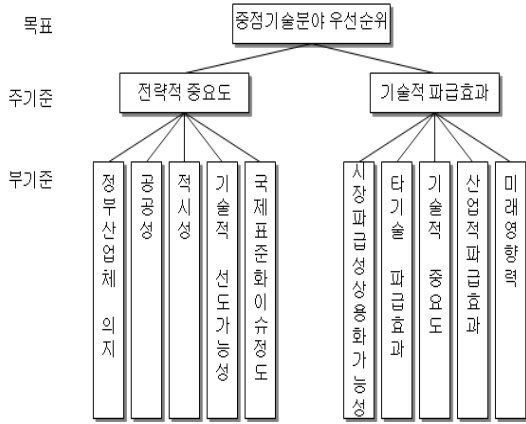 목표
중점기술분야 우선순위
주기준
전략적 중요도
기술적 파급효과
부기준
정부산업체 의지
공공성
적시성
기술적 선도가능성
국제표준화이슈정도
시장파급성상용화가능성
타기술 파급효과
기술적 중요도
산업적파급효과
미래영향력